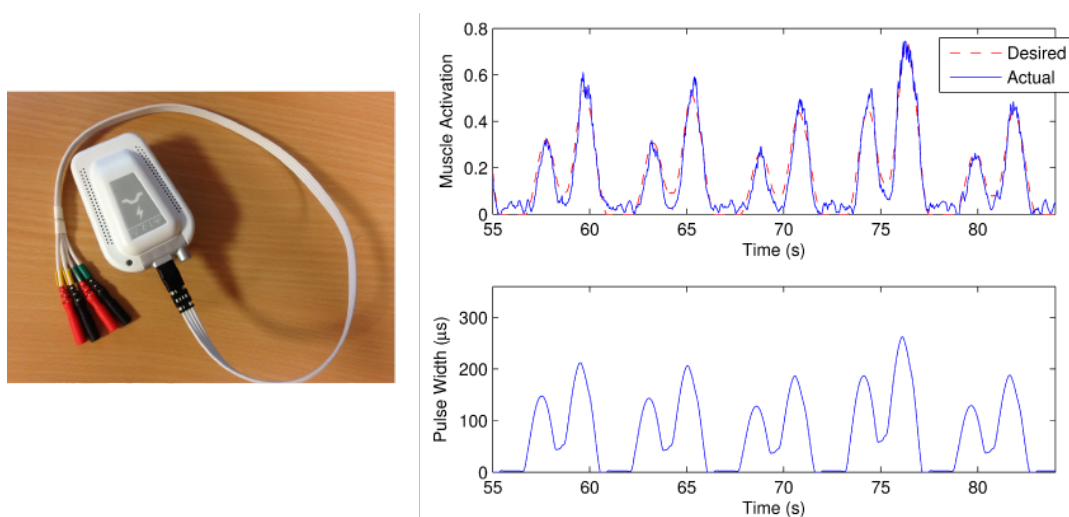 0.8
0.6
0.4
0.2
0
Muscle Activation
Desired
Actual
55 60 65 70 75 80
Time (s)
300
200
100
0
Pulse Width (μs)
55 60 65 70 75 80
Time (s)